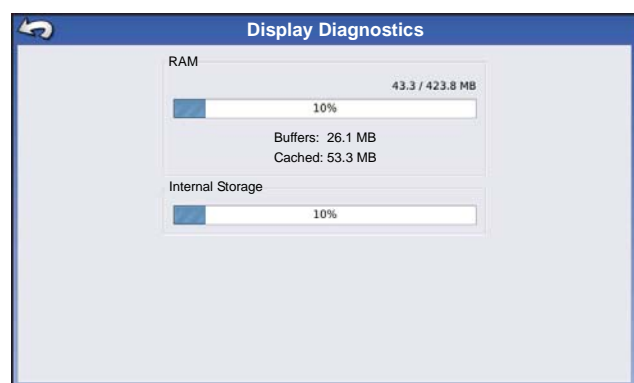 Display Diagnostics
RAM
43.3 / 423.8 MB
10%
Buffers: 26.1 MB
Cached: 53.3 MB
Internal Storage
10%